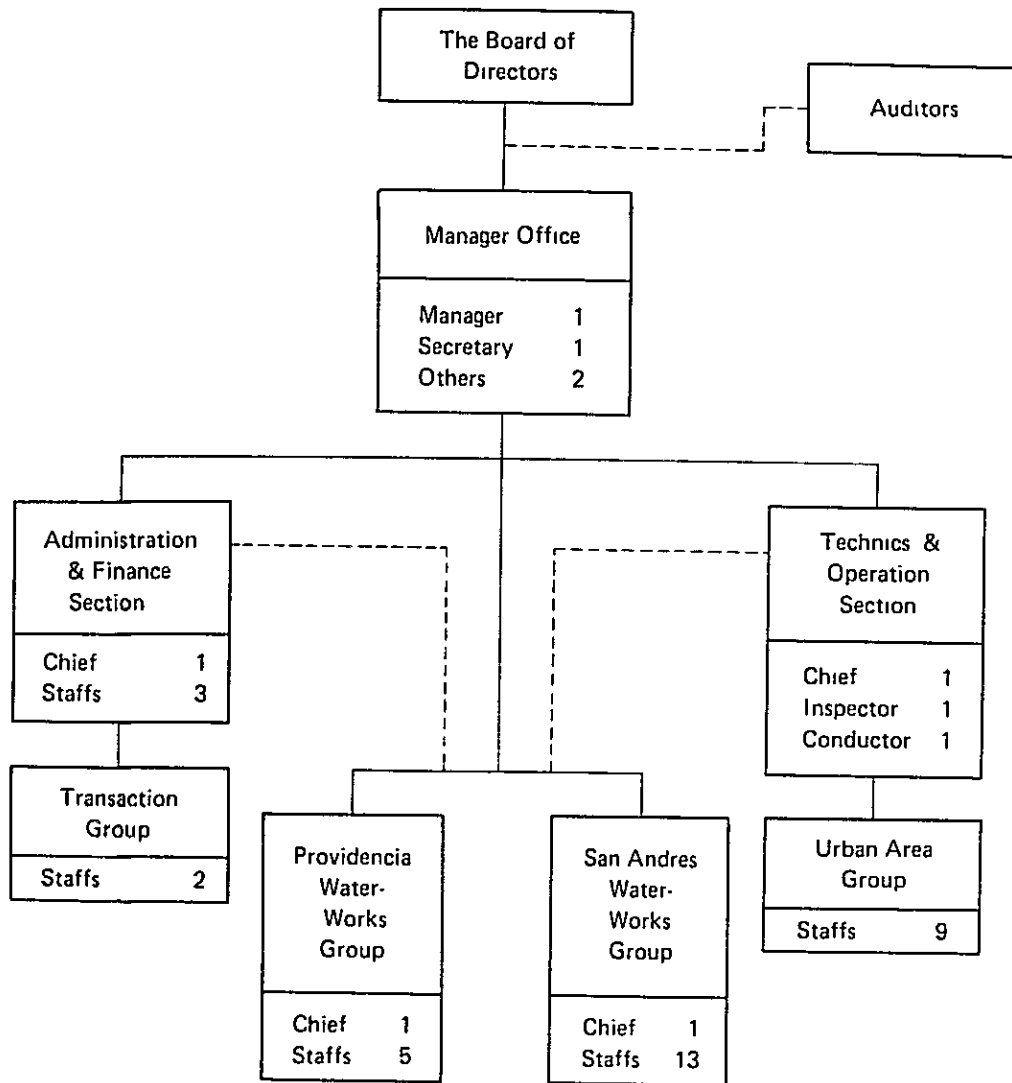 The Board of
Directors
Auditors
Manager Office
Manager 1
Secretary 1
Others 2
Administration
& Finance
Section
Chief 1
Staffs 3
Transaction
Group
Staffs 2
Providencia
Water-
Works
Group
Chief 1
Staffs 5
San Andres
Water-
Works
Group
Chief 1
Staffs 13
Technics &
Operation
Section
Chief 1
Inspector 1
Conductor 1
Urban Area
Group
Staffs 9